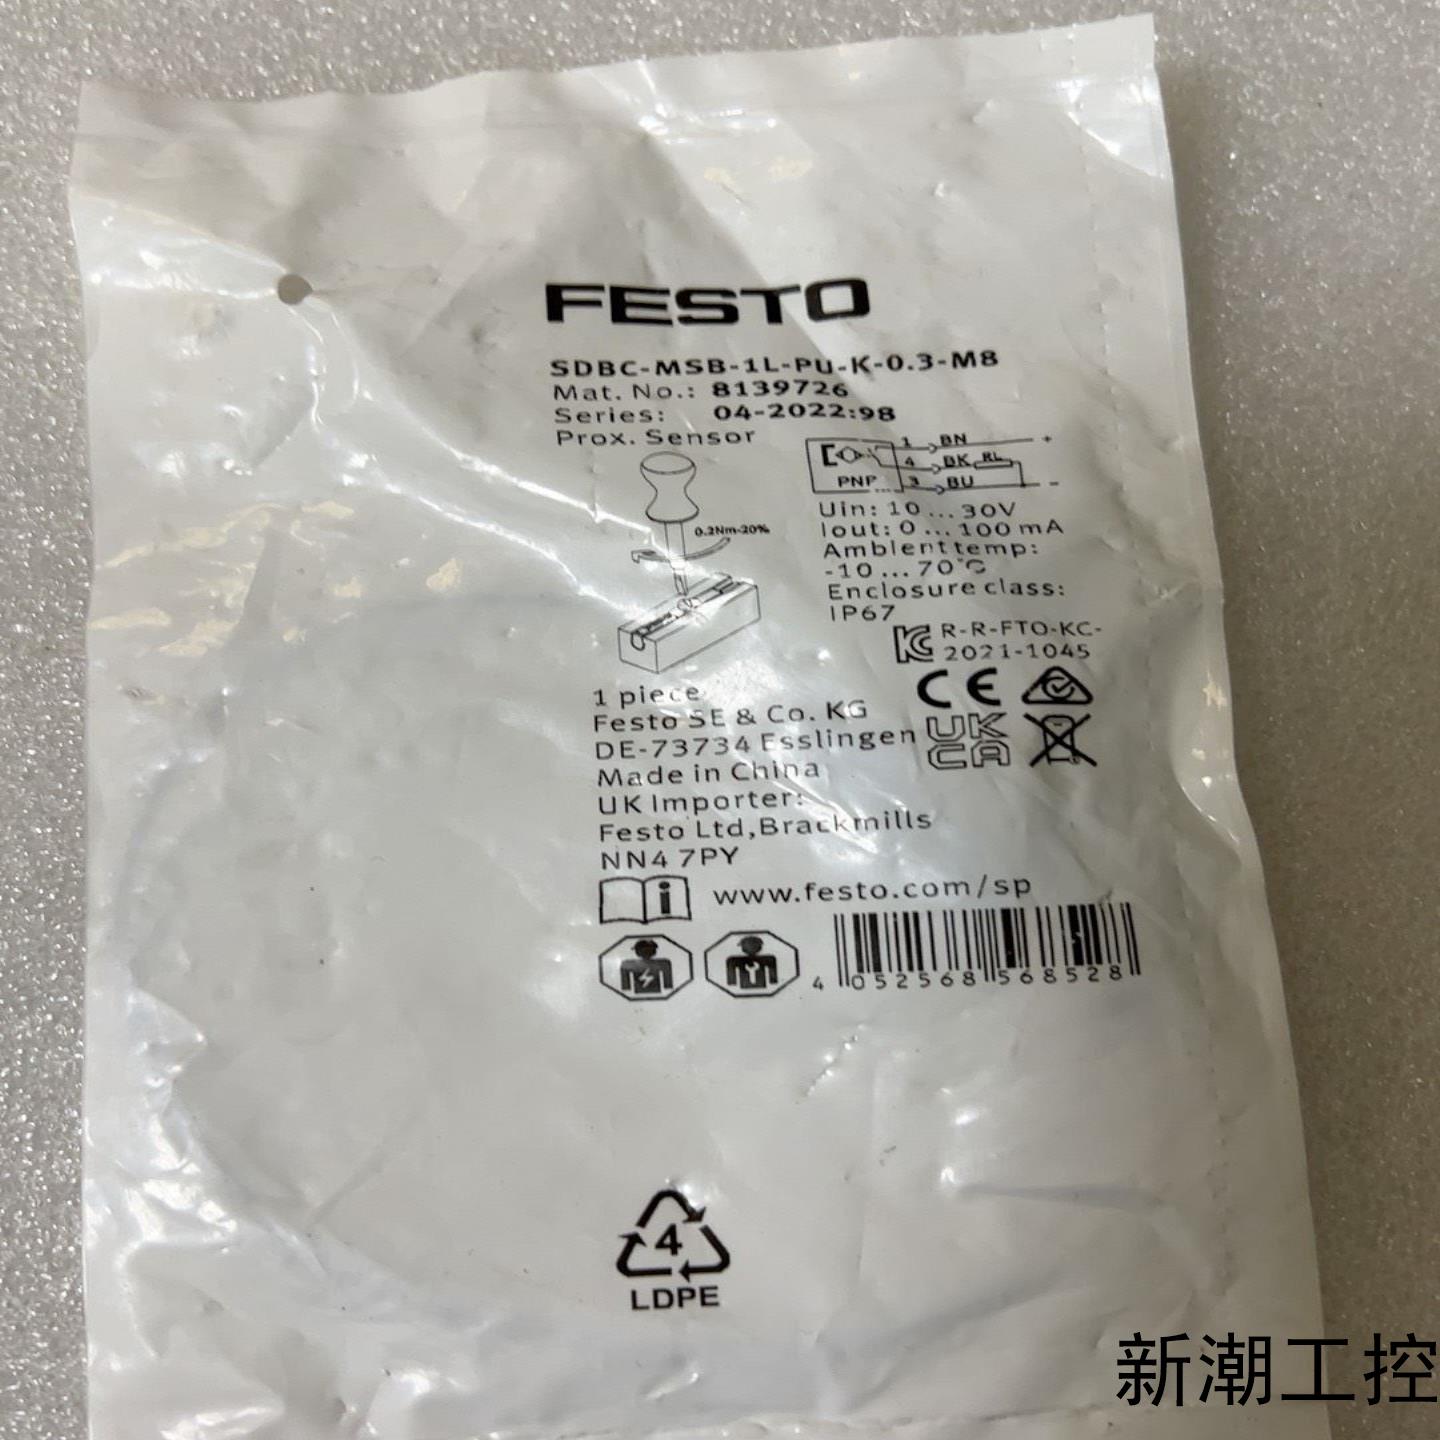 FESTO
SDBC-MSB-1L-PU-K-0.3-M8
Mat. No.: 8139726
Series: 04-2022:98
Prox. Sensor
1 BN +
4 BK RL
PNP 3 BU -
0.2Nm-20%
Uin: 10...30V
Iout: 0...100mA
Ambient temp:
-10...70°C
Enclosure class:
IP67
KC R-R-FTO-KC-
2021-1045
CE
UK
CA
1 piece
Festo SE & Co. KG
DE-73734 Esslingen
Made in China
UK Importer:
Festo Ltd,Brackmills
NN4 7PY
i www.festo.com/sp
4 052568 568528
4
LDPE
新潮工控